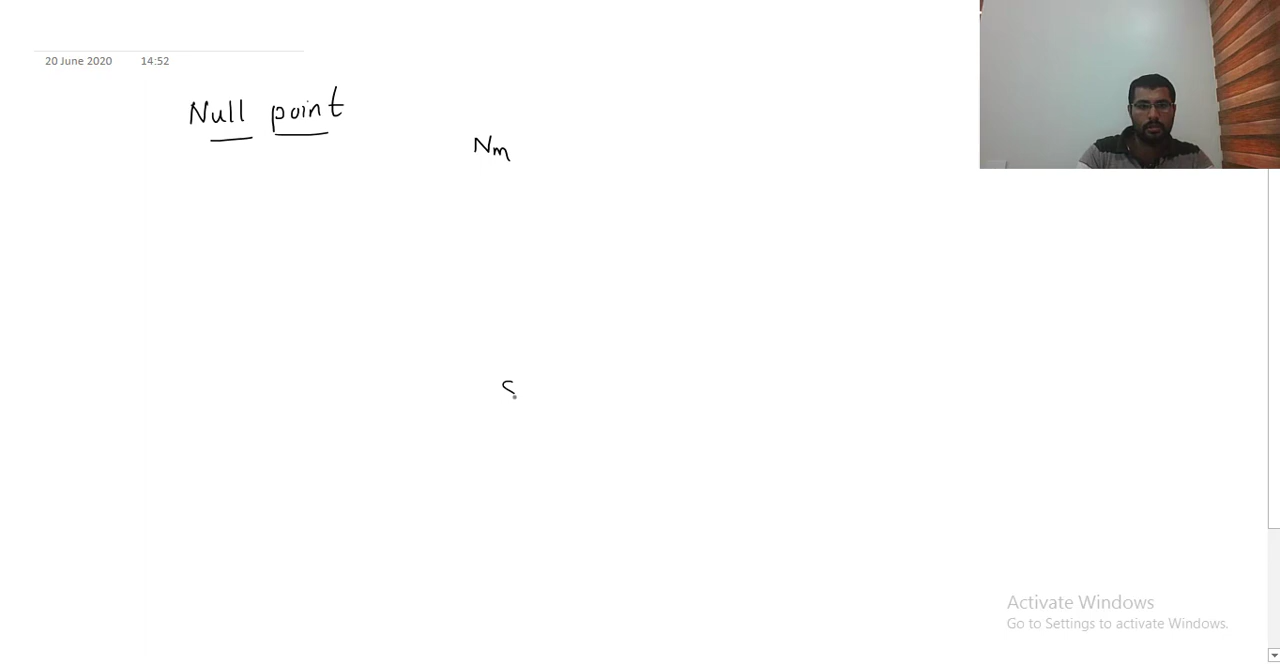 20 June 2020 14:52
Null point
Nm
S
Activate Windows
Go to Settings to activate Windows.